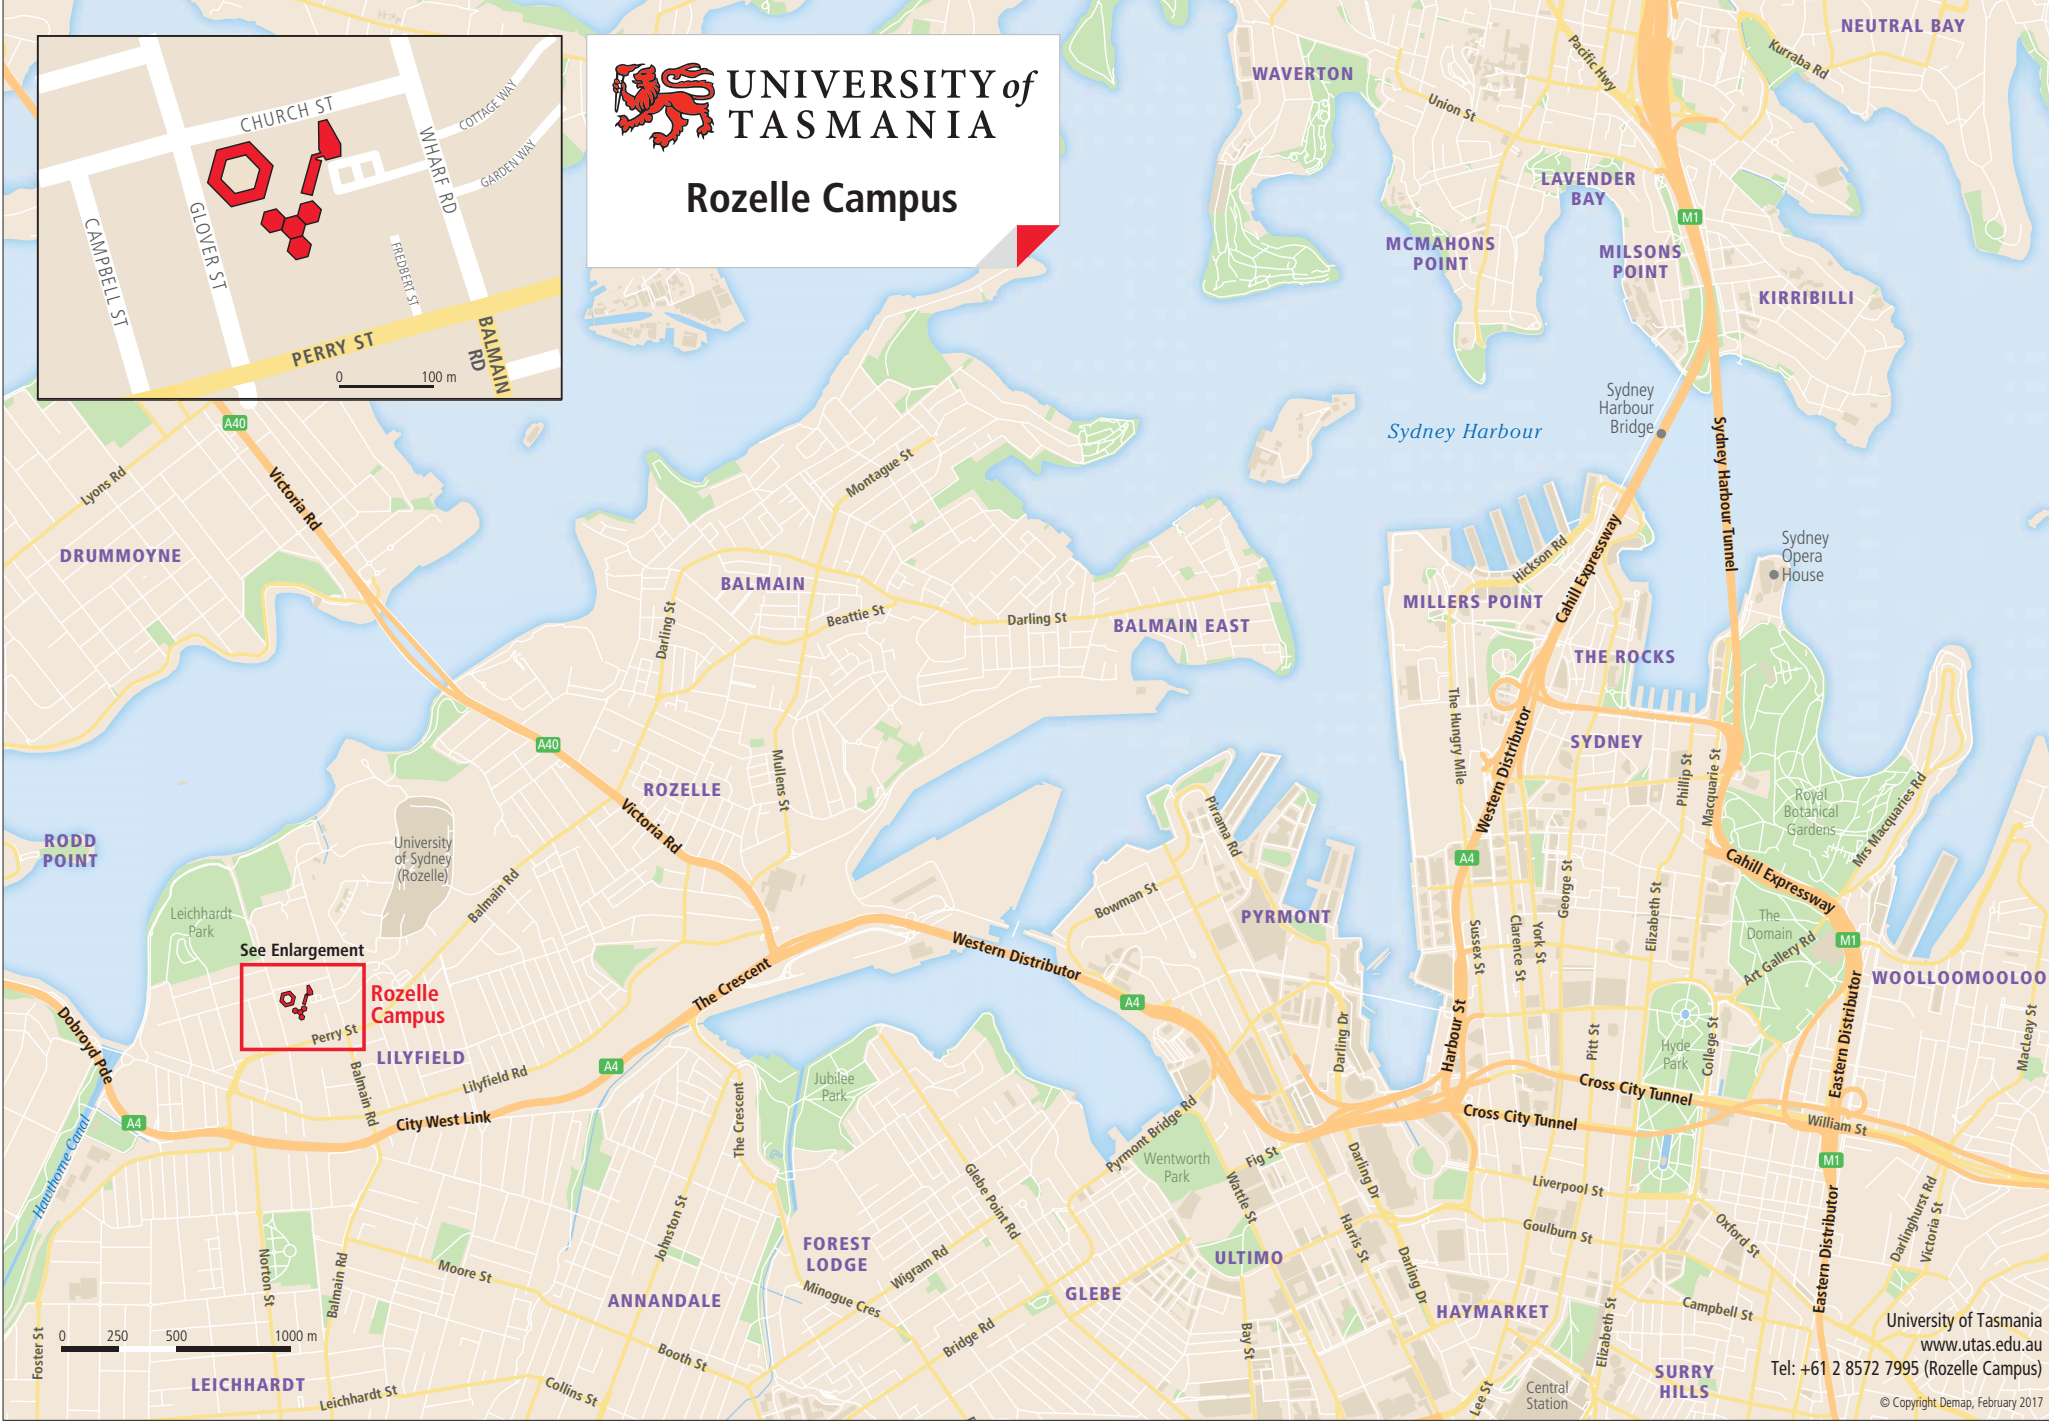 CHURCH ST
COTTAGE WAY
GARDEN WAY
WHARF RD
GLOVER ST
CAMPBELL ST
FREDBERT ST
PERRY ST
BALMAIN
RD
0 100 m
UNIVERSITY of
TASMANIA
Rozelle Campus
NEUTRAL BAY
Kurraba Rd
Pacific Hwy
WAVERTON
Union St
LAVENDER
BAY
M1
MCMAHONS
POINT
MILSONS
POINT
KIRRIBILLI
Sydney
Harbour
Bridge
Sydney Harbour
Sydney Harbour Tunnel
A40
Victoria Rd
Lyons Rd
DRUMMOYNE
Montague St
BALMAIN
Darling St
Beattie St
Darling St
BALMAIN EAST
Hickson Rd
Cahill Expressway
MILLERS POINT
THE ROCKS
Sydney
Opera
House
The Hungry Mile
Western Distributor
SYDNEY
Phillip St
Macquarie St
Royal
Botanical
Gardens
Mrs Macquaries Rd
A40
ROZELLE
Mullens St
Victoria Rd
Pirrama Rd
A4
Cahill Expressway
RODD
POINT
University
of Sydney
(Rozelle)
Balmain Rd
Leichhardt
Park
Bowman St
PYRMONT
George St
Elizabeth St
Sussex St
Clarence St
York St
The
Domain
Art Gallery Rd
M1
WOOLLOOMOOLOO
See Enlargement
Rozelle
Campus
Perry St
The Crescent
Western Distributor
A4
Harbour St
Darling Dr
Pitt St
Hyde
Park
College St
Eastern Distributor
MacLeay St
Dobroyd Pde
LILYFIELD
Balmain Rd
Lilyfield Rd
A4
City West Link
A4
Hawthorne Canal
The Crescent
Jubilee
Park
Pyrmont Bridge Rd
Wentworth
Park
Fig St
Wattle St
Cross City Tunnel
Cross City Tunnel
William St
M1
Darling Dr
Liverpool St
Goulburn St
Oxford St
Darlinghurst Rd
Victoria St
Eastern Distributor
Norton St
Balmain Rd
Moore St
Johnston St
FOREST
LODGE
Minogue Cres
Wigram Rd
Glebe Point Rd
GLEBE
ULTIMO
Harris St
Darling Dr
HAYMARKET
Campbell St
Elizabeth St
ANNANDALE
Bridge Rd
Bay St
Booth St
Foster St
0 250 500 1000 m
LEICHHARDT
Leichhardt St
Collins St
Lee St
Central
Station
SURRY
HILLS
University of Tasmania
www.utas.edu.au
Tel: +61 2 8572 7995 (Rozelle Campus)
© Copyright Demap, February 2017